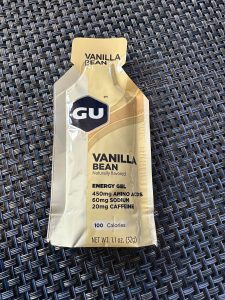 VANILLA
BEAN
GU
VANILLA
BEAN
Naturally flavored
ENERGY GEL
450mg AMINO ACIDS
60mg SODIUM
20mg CAFFEINE
100 Calories
NET WT. 1.1 oz. (32g)